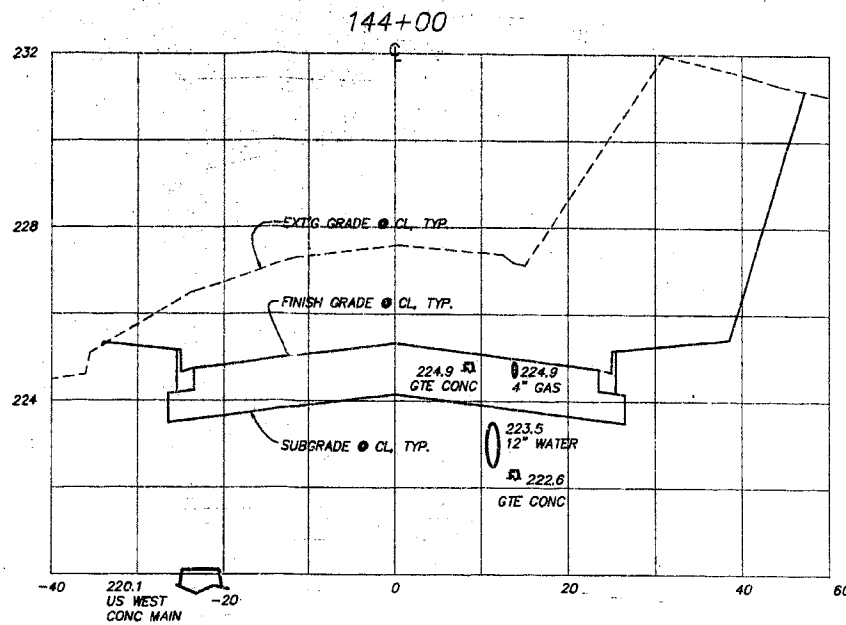 144+00
232
℄
228
EXT'G GRADE @ CL, TYP.
FINISH GRADE @ CL, TYP.
224.9
GTE CONC
224.9
4" GAS
224
223.5
12" WATER
SUBGRADE @ CL, TYP.
222.6
GTE CONC
-40
220.1
US WEST
CONC MAIN
-20
0
20
40
60